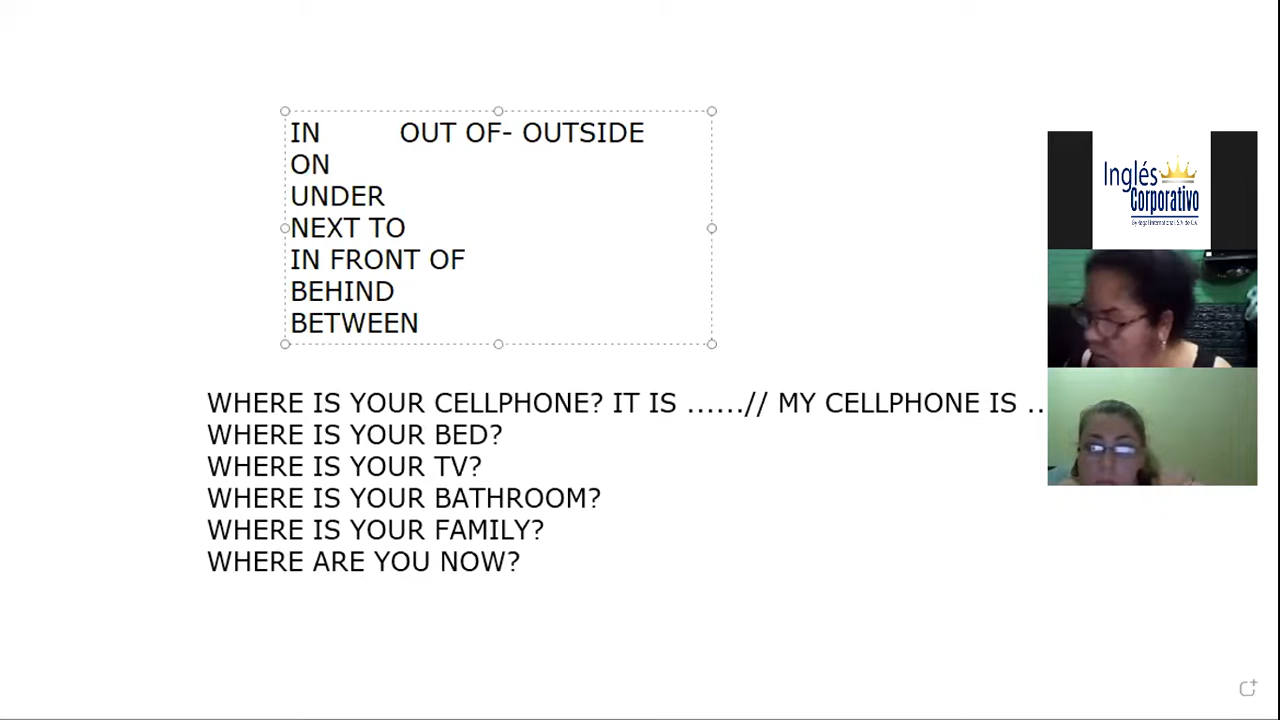 IN OUT OF- OUTSIDE
ON
UNDER
NEXT TO
IN FRONT OF
BEHIND
BETWEEN
WHERE IS YOUR CELLPHONE? IT IS ......// MY CELLPHONE IS ..
WHERE IS YOUR BED?
WHERE IS YOUR TV?
WHERE IS YOUR BATHROOM?
WHERE IS YOUR FAMILY?
WHERE ARE YOU NOW?
Inglés
Corporativo